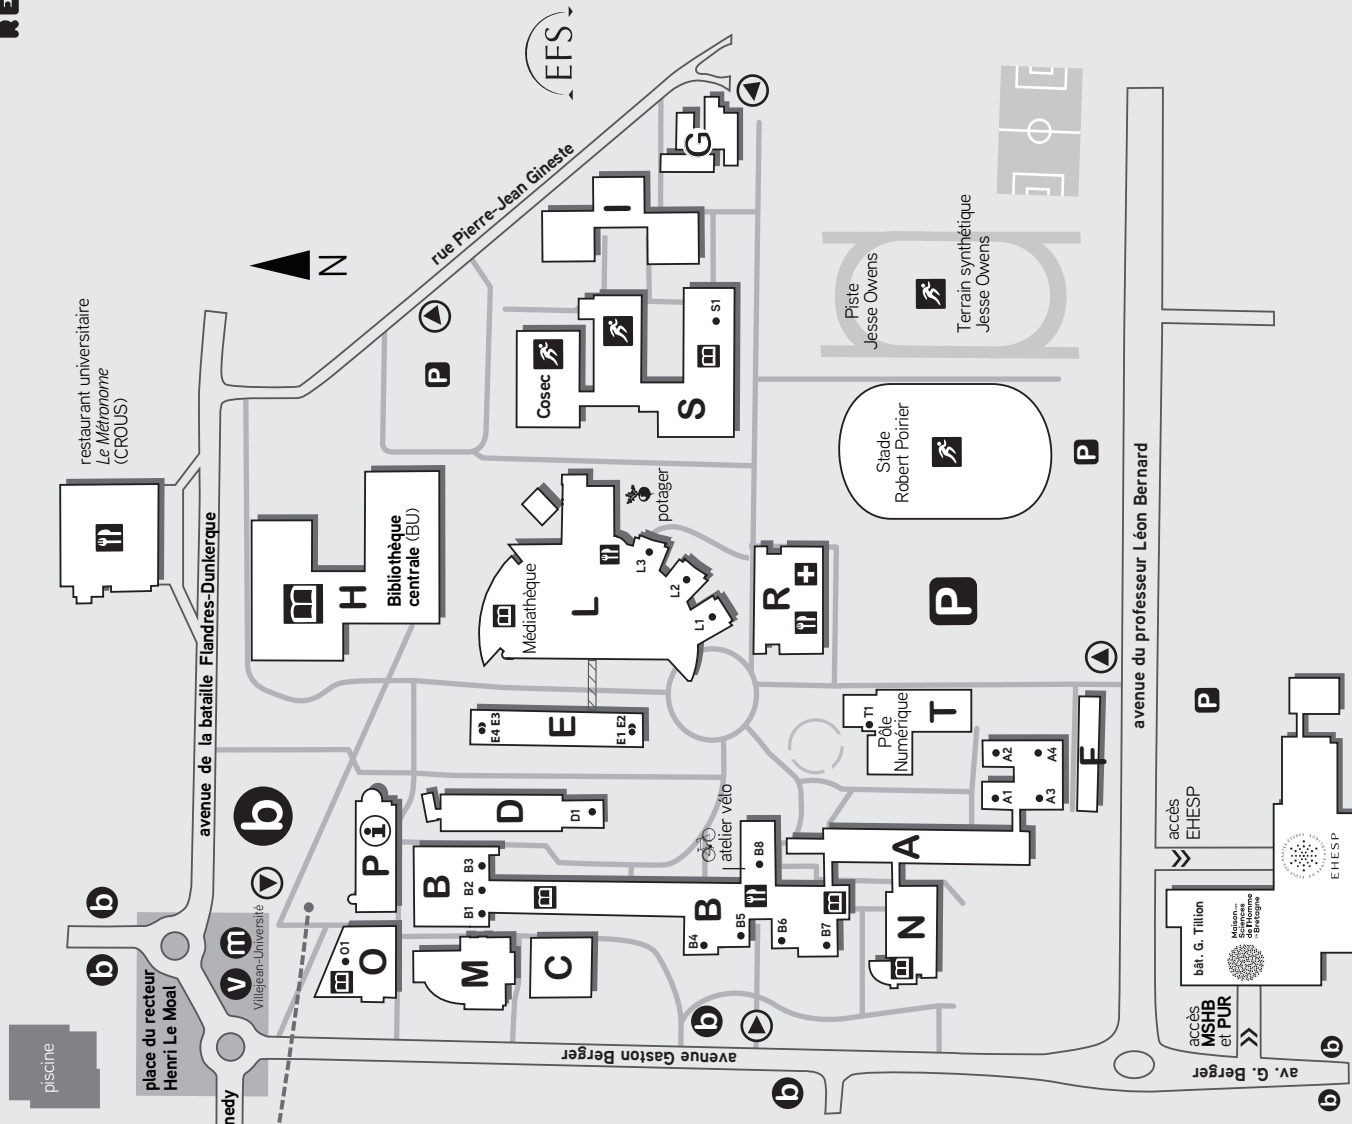 RE
EFS
rue Pierre-Jean Gineste
N
G
I
restaurant universitaire
Le Métronome
(CROUS)
P
Cosec
S1
S
Piste
Jesse Owens
Terrain synthétique
Jesse Owens
Stade
Robert Poirier
P
avenue de la bataille Flandres-Dunkerque
H
Bibliothèque
centrale (BU)
Médiathèque
L
potager
L3
L2
L1
R
P
avenue du professeur Léon Bernard
P
E4 E3
E
E1 E2
T1
Pôle
Numérique
T
A1
A2
A3
A4
F
b
P
i
D
D1
atelier vélo
B
B1
B2
B3
B
B4
B5
B6
B7
B8
A
N
O1
O
M
C
b
b
m
v
Villejean-Université
place du recteur
Henri Le Moal
piscine
nedy
avenue Gaston Berger
b
b
accès
EHESP
EHESP
bât. G. Tillion
Maison des
Sciences
de l'Homme
en Bretagne
accès
MSHB
et PUR
av. G. Berger
b
b